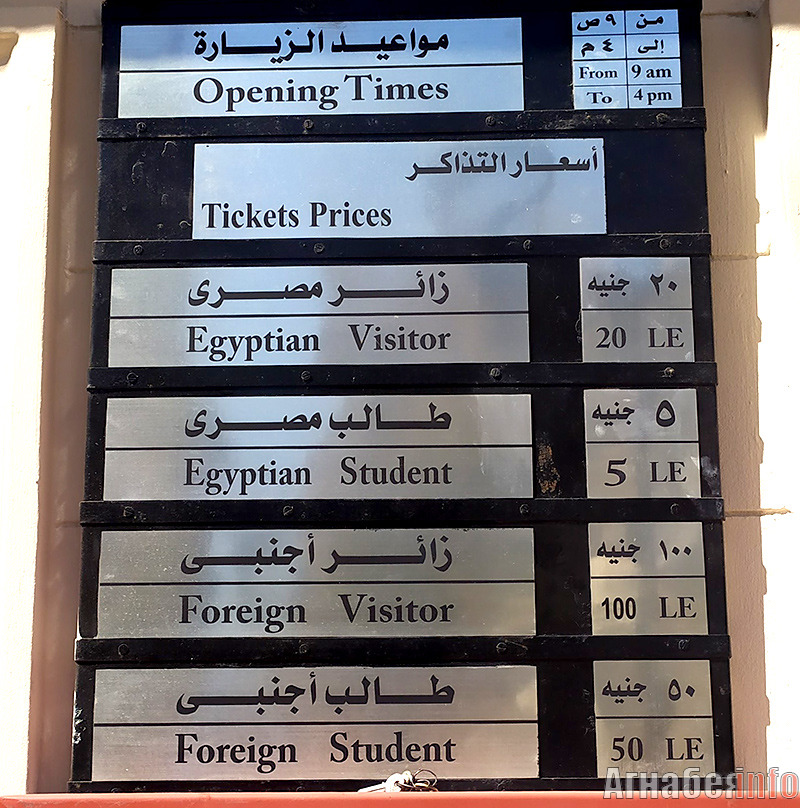 مواعيد الزيارة
Opening Times
من ٩ ص
إلى ٤ م
From 9 am
To 4 pm
أسعار التذاكر
Tickets Prices
زائر مصرى ٢٠ جنيه
Egyptian Visitor 20 LE
طالب مصرى ٥ جنيه
Egyptian Student 5 LE
زائر أجنبى ١٠٠ جنيه
Foreign Visitor 100 LE
طالب أجنبى ٥٠ جنيه
Foreign Student 50 LE
АгнабеяInfo